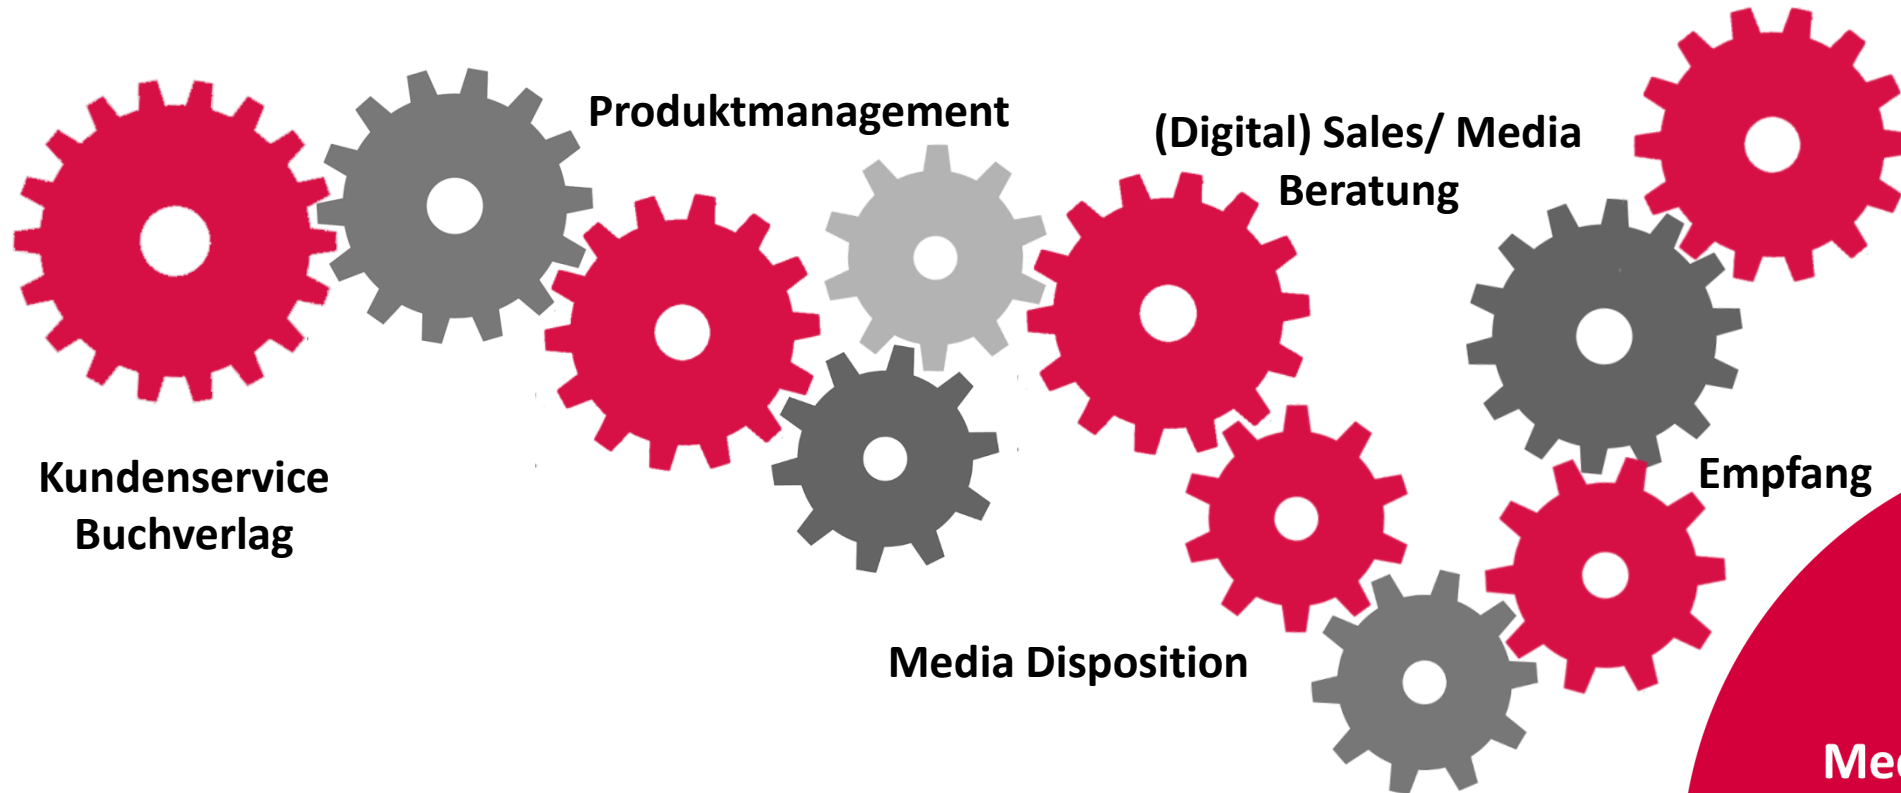 Produktmanagement
(Digital) Sales/ Media
Beratung
Kundenservice
Buchverlag
Empfang
Media Disposition